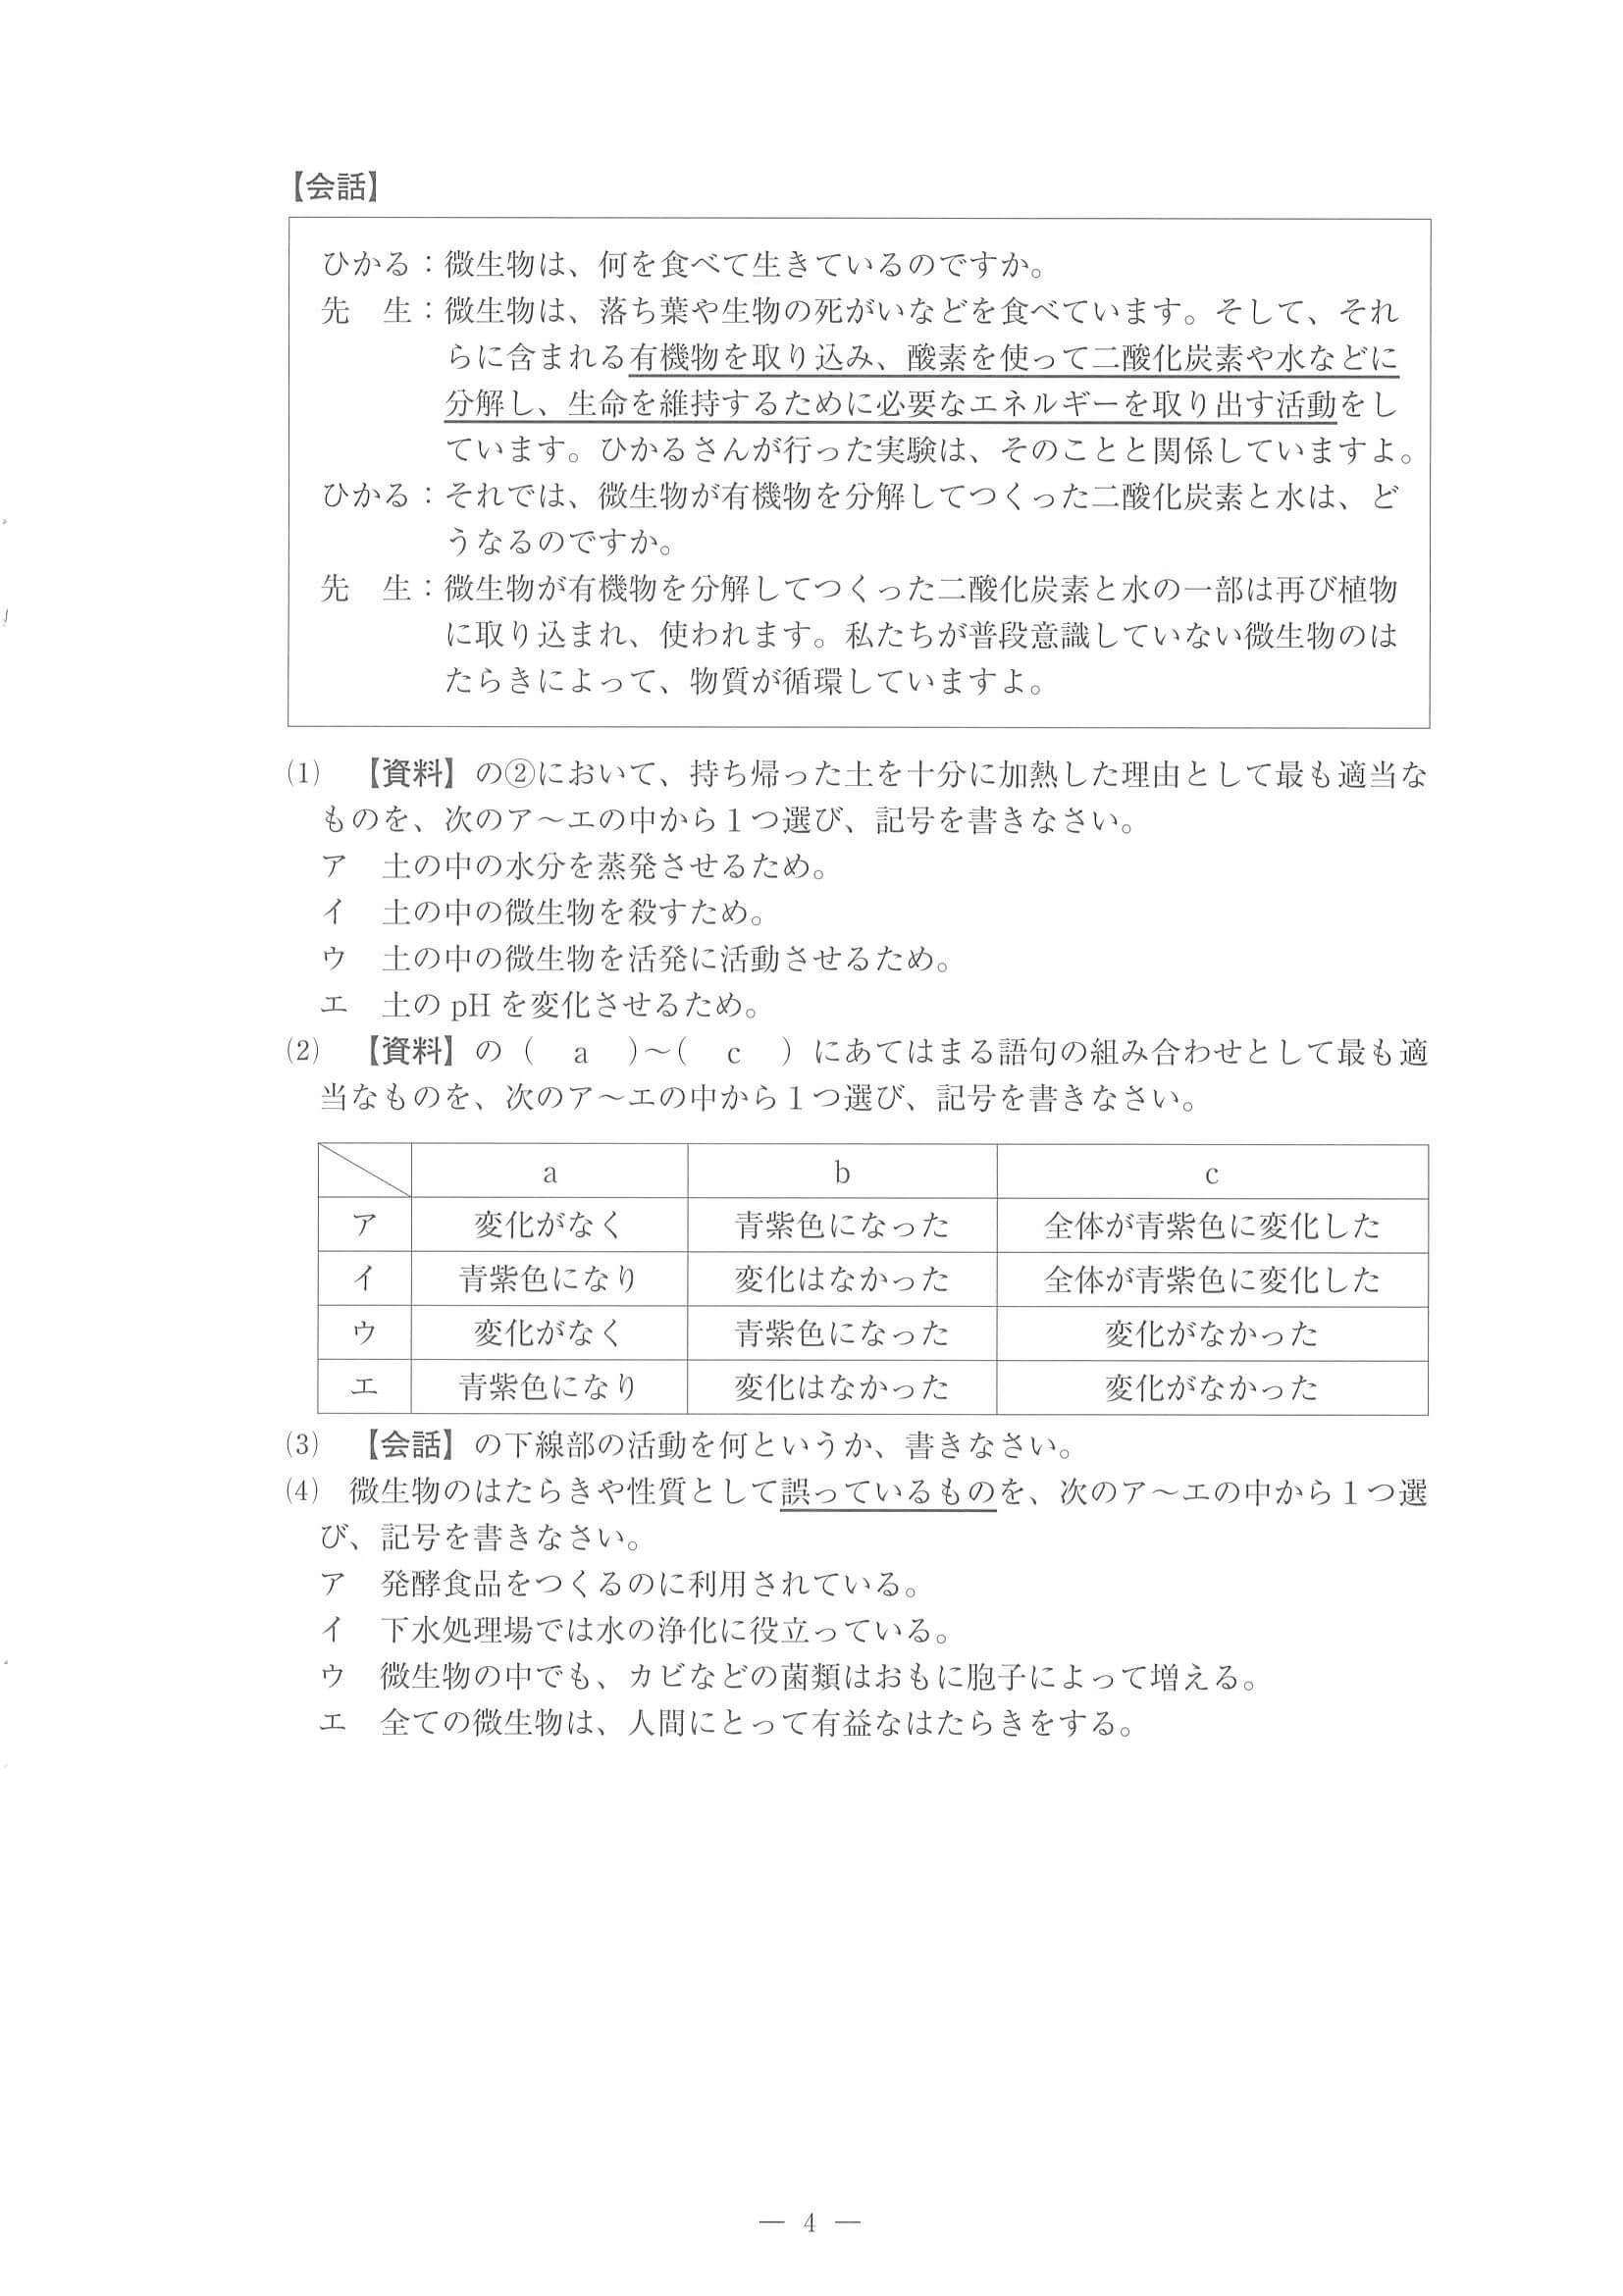 【会話】
ひかる：微生物は、何を食べて生きているのですか。
先　生：微生物は、落ち葉や生物の死がいなどを食べています。そして、それ
らに含まれる有機物を取り込み、酸素を使って二酸化炭素や水などに
分解し、生命を維持するために必要なエネルギーを取り出す活動をし
ています。ひかるさんが行った実験は、そのことと関係していますよ。
ひかる：それでは、微生物が有機物を分解してつくった二酸化炭素と水は、ど
うなるのですか。
先　生：微生物が有機物を分解してつくった二酸化炭素と水の一部は再び植物
に取り込まれ、使われます。私たちが普段意識していない微生物のは
たらきによって、物質が循環していますよ。
⑴　【資料】の②において、持ち帰った土を十分に加熱した理由として最も適当な
ものを、次のア～エの中から１つ選び、記号を書きなさい。
ア　土の中の水分を蒸発させるため。
イ　土の中の微生物を殺すため。
ウ　土の中の微生物を活発に活動させるため。
エ　土の pH を変化させるため。
⑵　【資料】の（　a　）～（　c　）にあてはまる語句の組み合わせとして最も適
当なものを、次のア～エの中から１つ選び、記号を書きなさい。
a　b　c
ア　変化がなく　青紫色になった　全体が青紫色に変化した
イ　青紫色になり　変化はなかった　全体が青紫色に変化した
ウ　変化がなく　青紫色になった　変化がなかった
エ　青紫色になり　変化はなかった　変化がなかった
⑶　【会話】の下線部の活動を何というか、書きなさい。
⑷　微生物のはたらきや性質として誤っているものを、次のア～エの中から１つ選
び、記号を書きなさい。
ア　発酵食品をつくるのに利用されている。
イ　下水処理場では水の浄化に役立っている。
ウ　微生物の中でも、カビなどの菌類はおもに胞子によって増える。
エ　全ての微生物は、人間にとって有益なはたらきをする。
― 4 ―